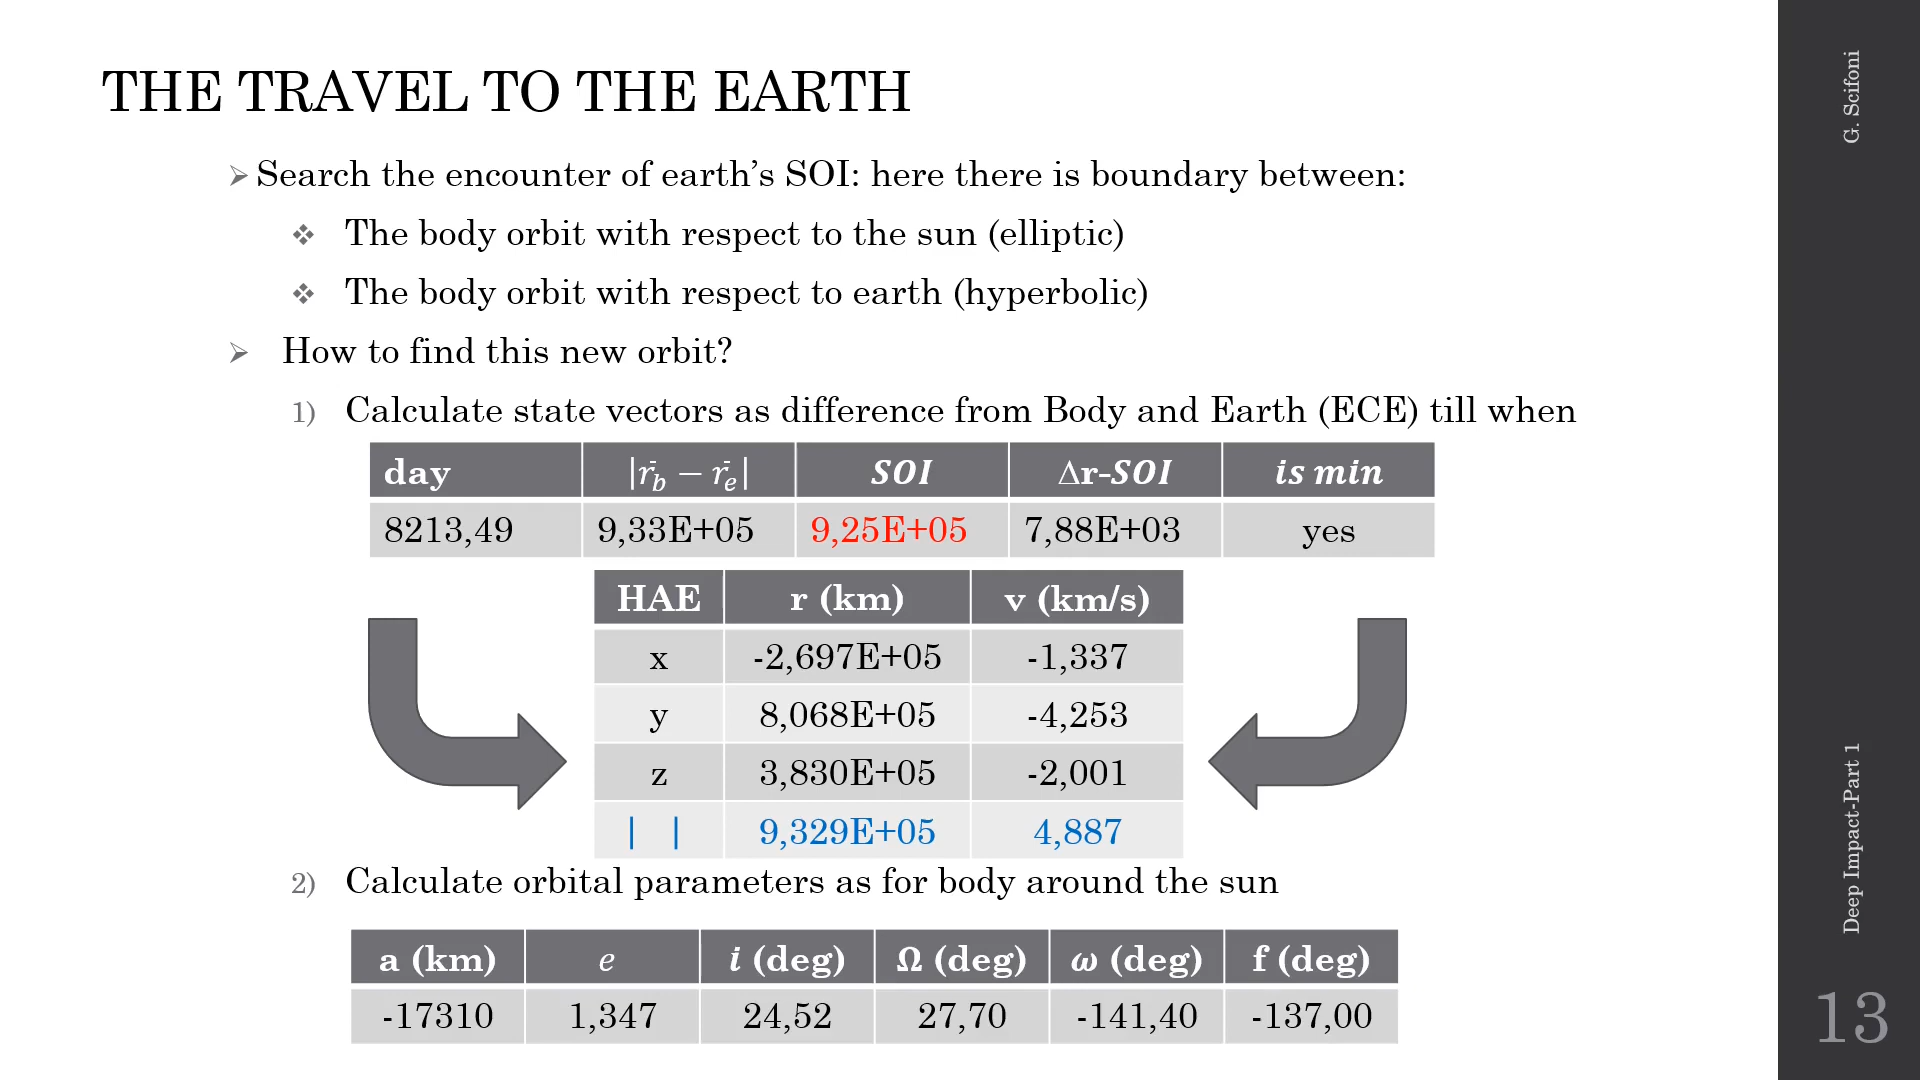 THE TRAVEL TO THE EARTH
➢ Search the encounter of earth’s SOI: here there is boundary between:
❖ The body orbit with respect to the sun (elliptic)
❖ The body orbit with respect to earth (hyperbolic)
➢ How to find this new orbit?
1) Calculate state vectors as difference from Body and Earth (ECE) till when
day |r̄_b − r̄_e| SOI Δr-SOI is min
8213,49 9,33E+05 9,25E+05 7,88E+03 yes
HAE r (km) v (km/s)
x -2,697E+05 -1,337
y 8,068E+05 -4,253
z 3,830E+05 -2,001
| | 9,329E+05 4,887
2) Calculate orbital parameters as for body around the sun
a (km) e i (deg) Ω (deg) ω (deg) f (deg)
-17310 1,347 24,52 27,70 -141,40 -137,00
G. Scifoni
Deep Impact-Part 1
13